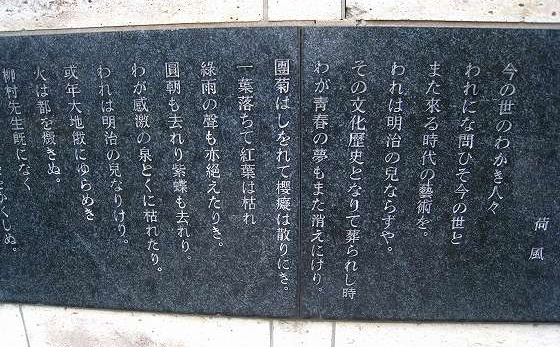 荷風
今の世のわかき人々
われにな問ひそ今の世と
また來る時代の藝術を。
われは明治の兒ならずや。
その文化歴史となりて葬られし時
わが青春の夢もまた消えにけり。
團菊はしをれて櫻癡は散りにき。
一葉落ちて紅葉は枯れ
緑雨の聲も亦絶えたりき。
圓朝も去れり紫蝶も去れり。
わが感激の泉とくに枯れたり。
われは明治の兒なりけり。
或年大地俄にゆらめき
火は都を燬きぬ。
柳村先生既になく
かくしぬ。